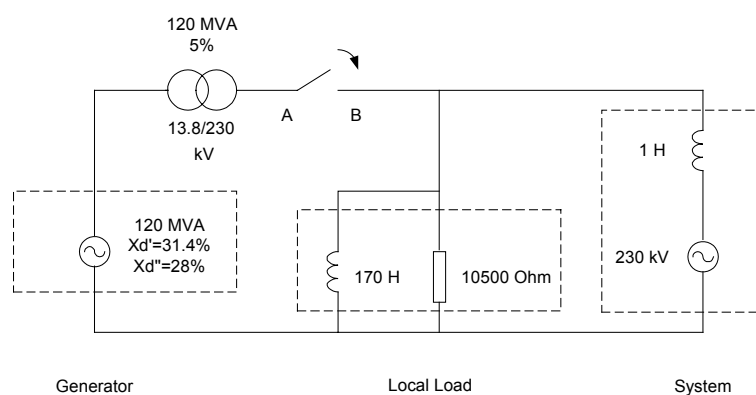 120 MVA
5%
A
B
13.8/230
kV
1 H
120 MVA
Xd'=31.4%
Xd"=28%
170 H
10500 Ohm
230 kV
Generator
Local Load
System